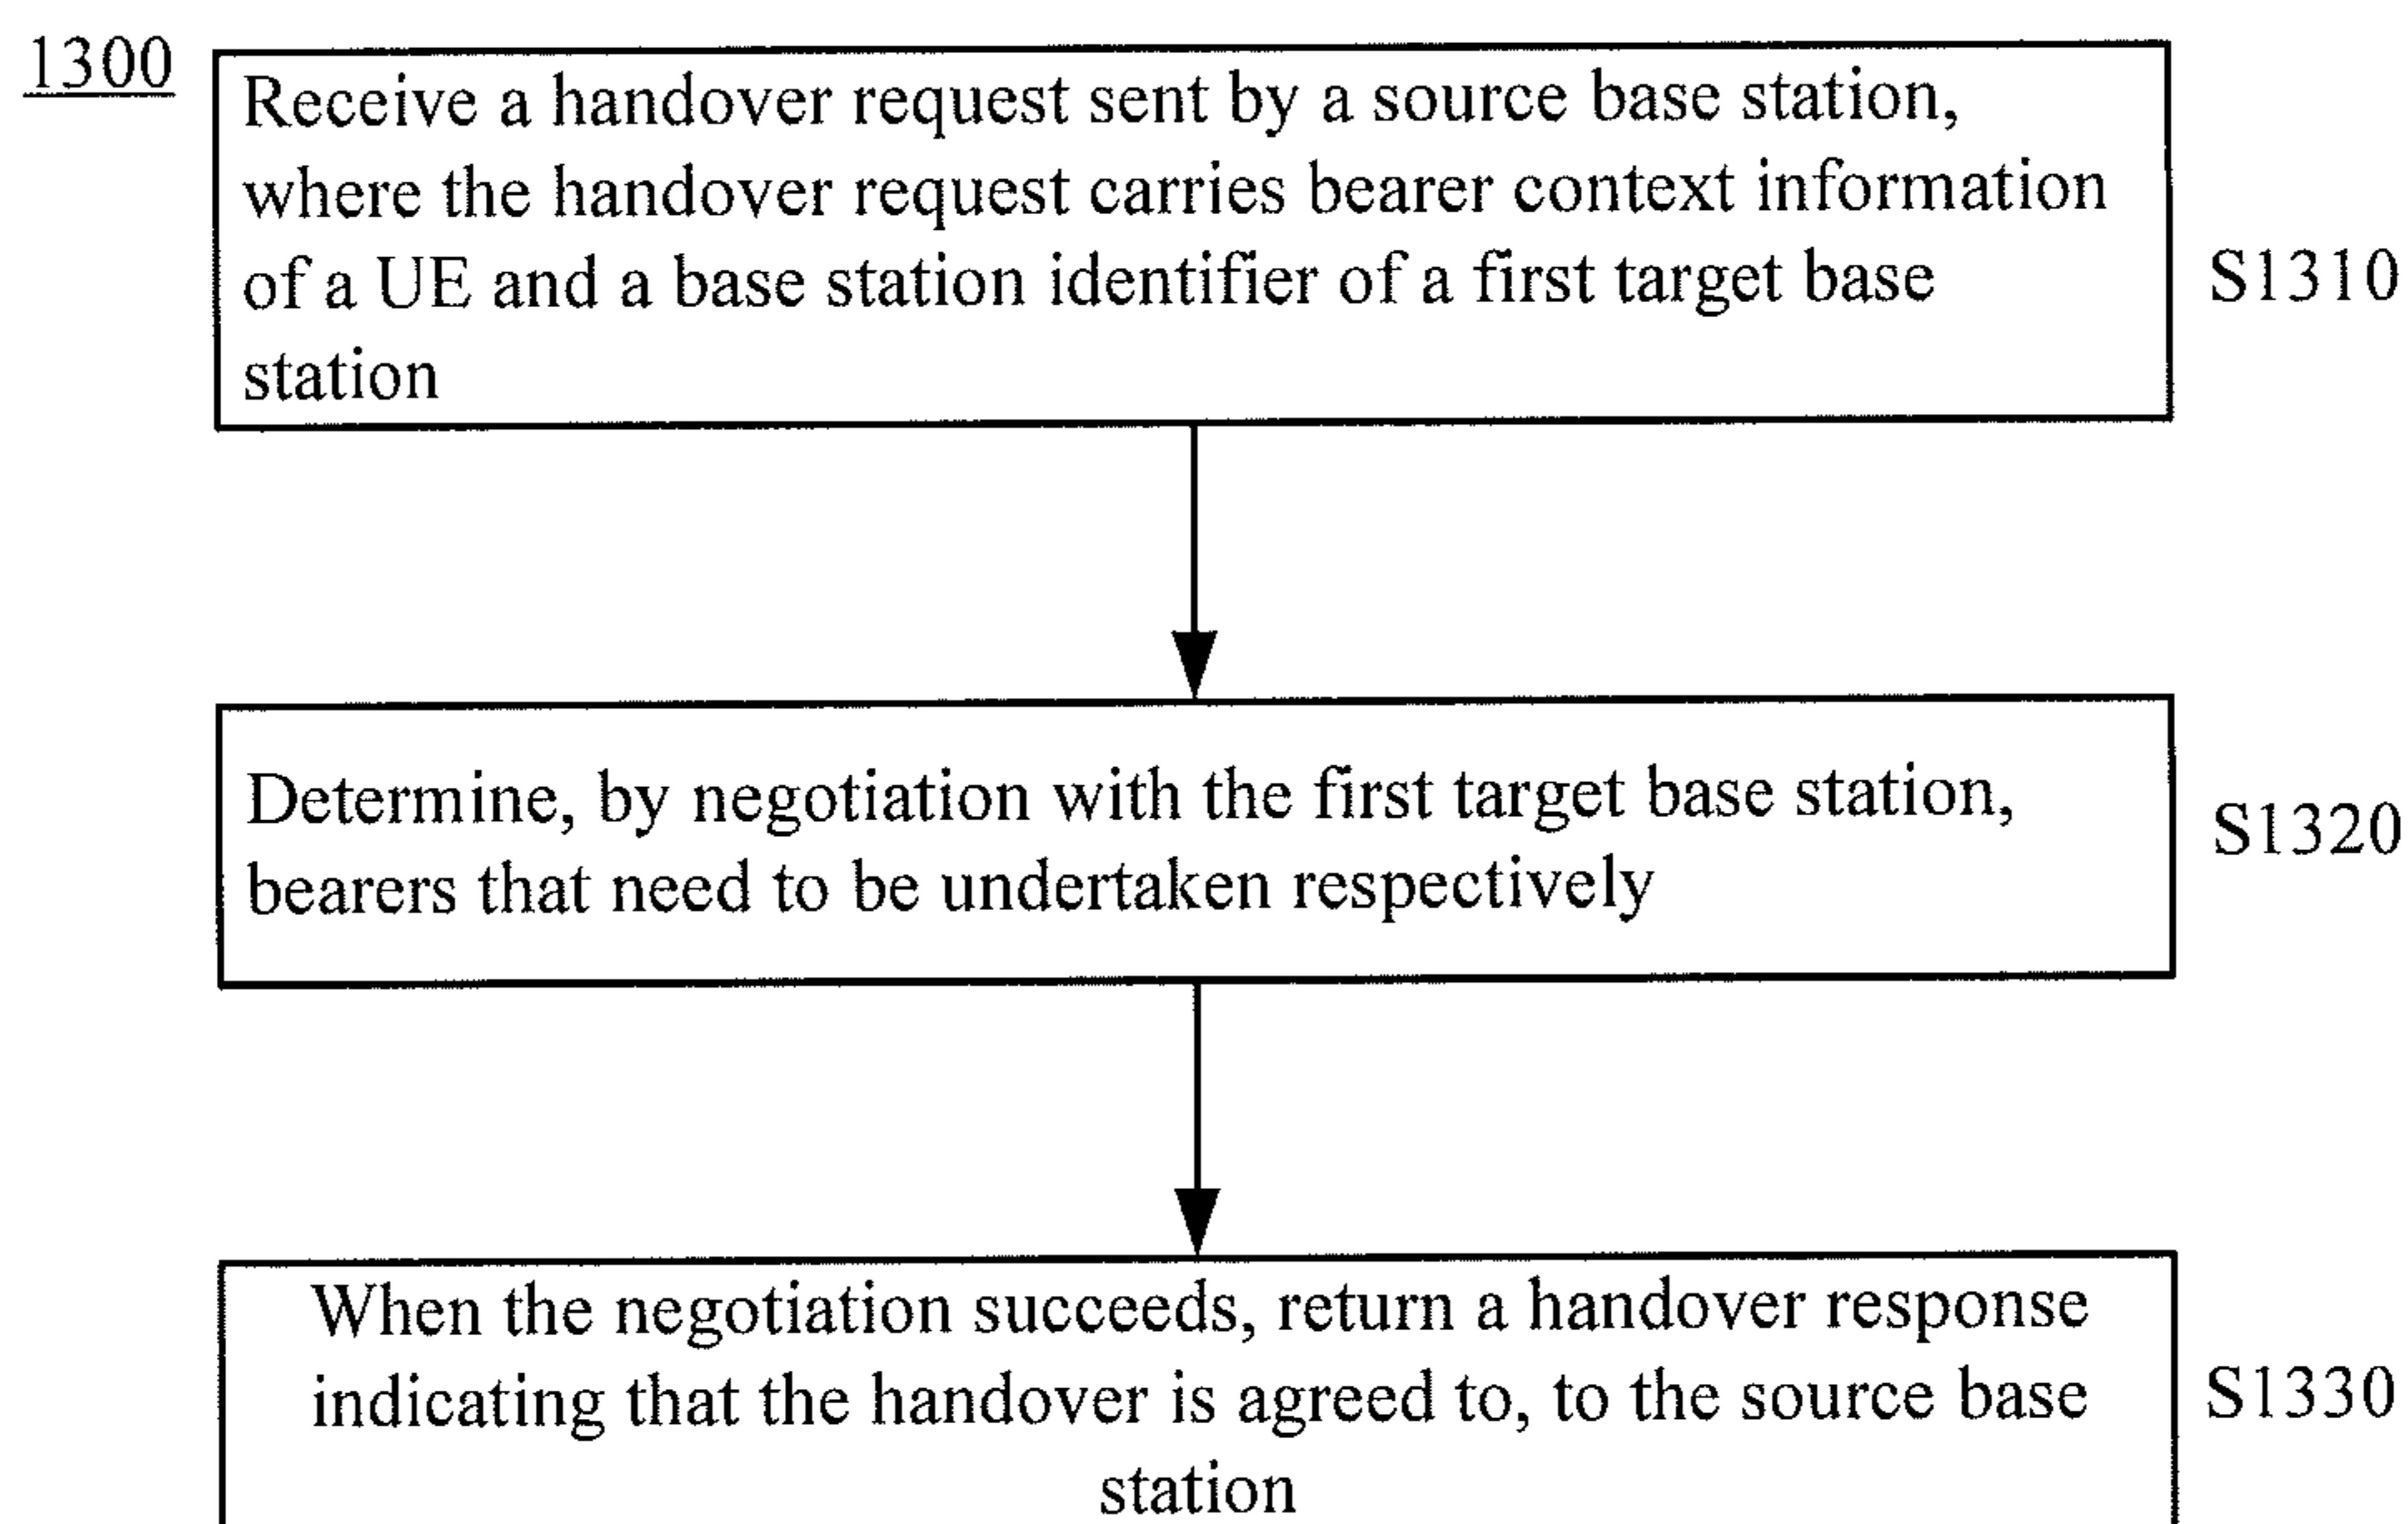 1300
Receive a handover request sent by a source base station,
where the handover request carries bearer context information
of a UE and a base station identifier of a first target base
station
S1310
Determine, by negotiation with the first target base station,
bearers that need to be undertaken respectively
S1320
When the negotiation succeeds, return a handover response
indicating that the handover is agreed to, to the source base
station
S1330